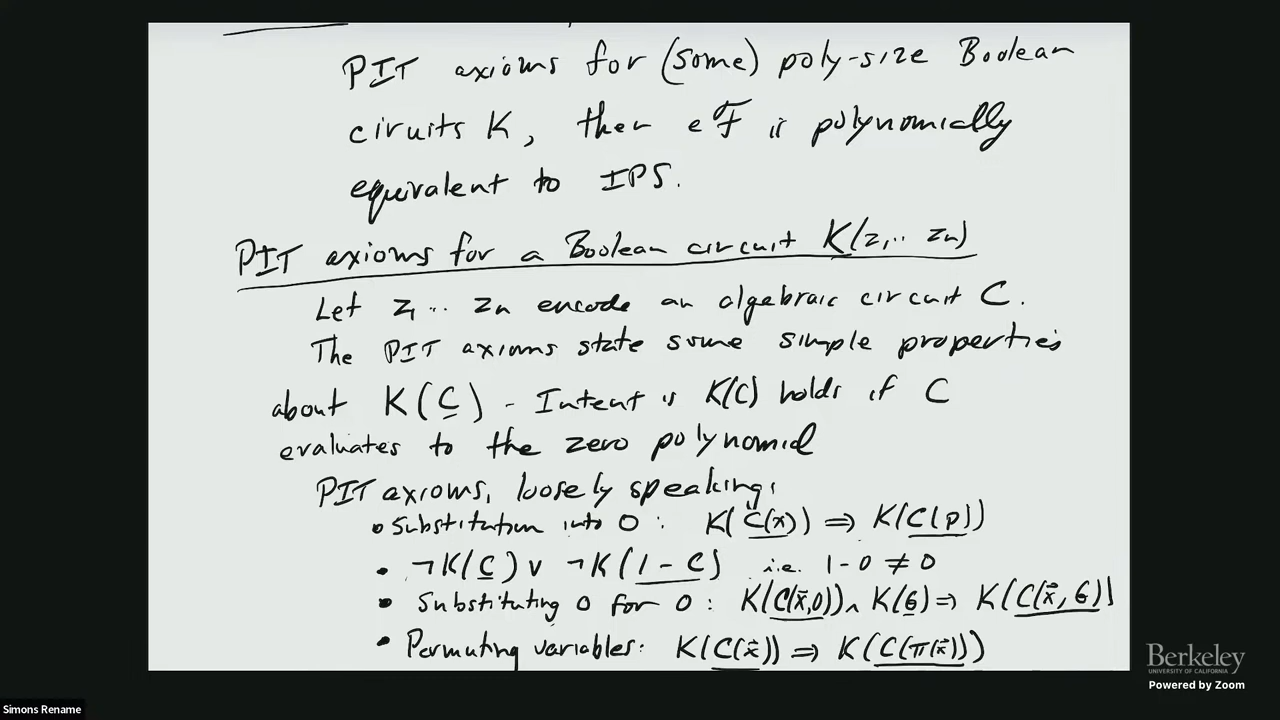 PIT axioms for (some) poly-size Boolean
ciruits K, then eF is polynomially
equivalent to IPS.
PIT axioms for a Boolean circuit K(z₁.. zₙ)
Let z₁ .. zₙ encode an algebraic circuit C.
The PIT axioms state some simple properties
about K(C) - Intent is K(C) holds if C
evaluates to the zero polynomial
PIT axioms, loosely speaking:
• Substitution into 0 : K(C(x⃗)) ⇒ K(C(p))
• ¬K(C) ∨ ¬K(1-C) i.e. 1-0 ≠ 0
• Substituting 0 for 0 : K(C(x⃗,0)) ∧ K(G) ⇒ K(C(x⃗,G))
• Permuting variables: K(C(x⃗)) ⇒ K(C(π(x⃗)))
Berkeley
UNIVERSITY OF CALIFORNIA
Powered by Zoom
Simons Rename